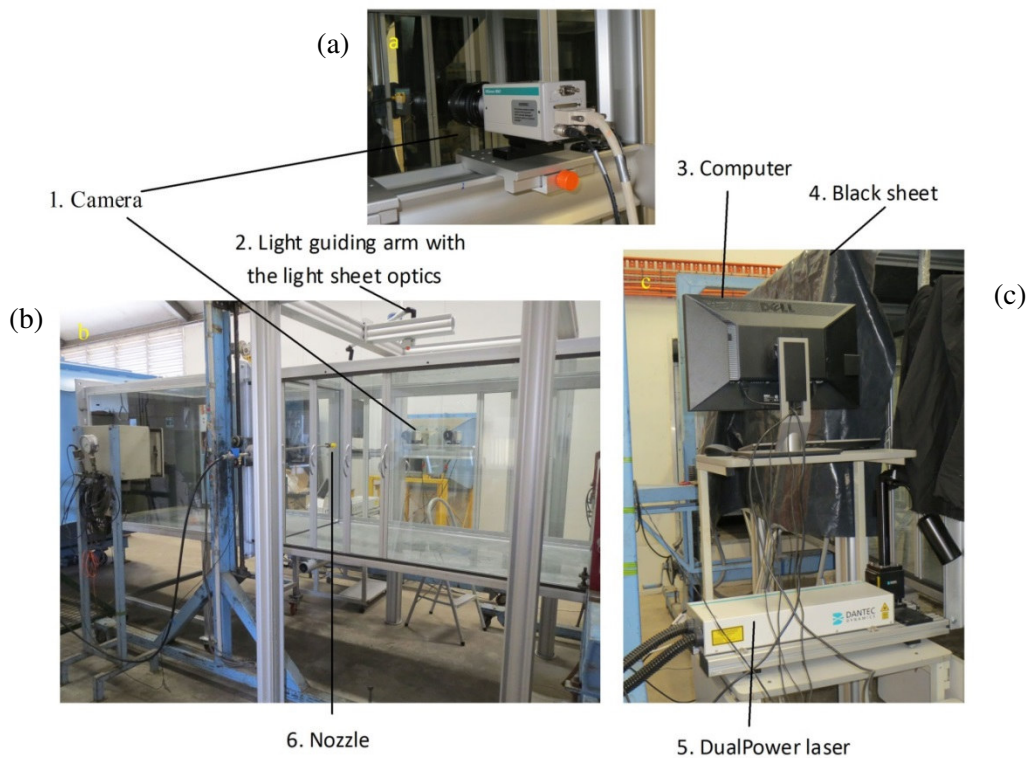 (a)
a
1. Camera
2. Light guiding arm with
the light sheet optics
3. Computer
4. Black sheet
(b)
b
(c)
c
DELL
DANTEC
DYNAMICS
6. Nozzle
5. DualPower laser